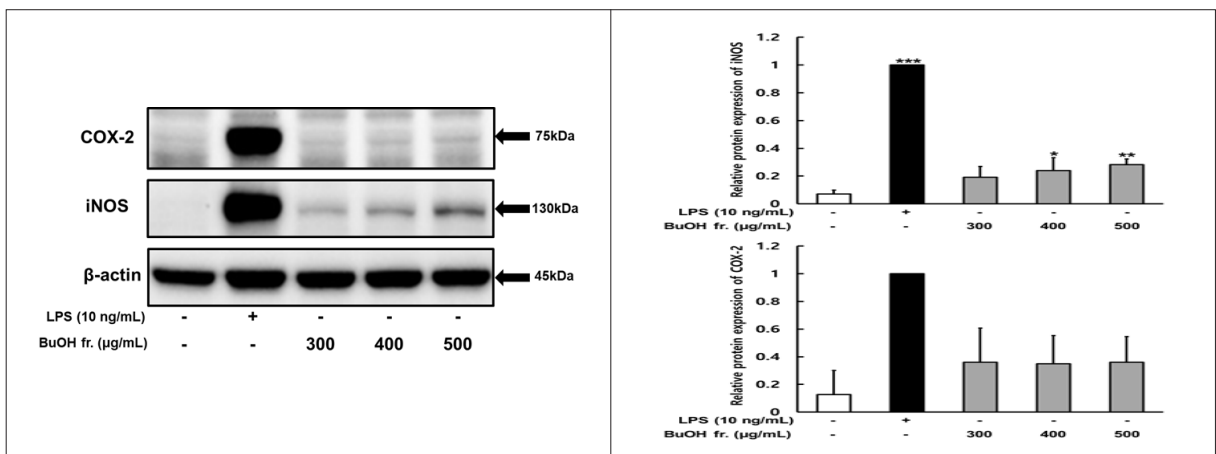 COX-2
75kDa
iNOS
130kDa
β-actin
45kDa
LPS (10 ng/mL) - + - - -
BuOH fr. (μg/mL) - - 300 400 500
Relative protein expression of iNOS
1.2
1
0.8
0.6
0.4
0.2
0
***
*
**
LPS (10 ng/mL) - + - - -
BuOH fr. (μg/mL) - - 300 400 500
Relative protein expression of COX-2
1.2
1
0.8
0.6
0.4
0.2
0
LPS (10 ng/mL) - + - - -
BuOH fr. (μg/mL) - - 300 400 500